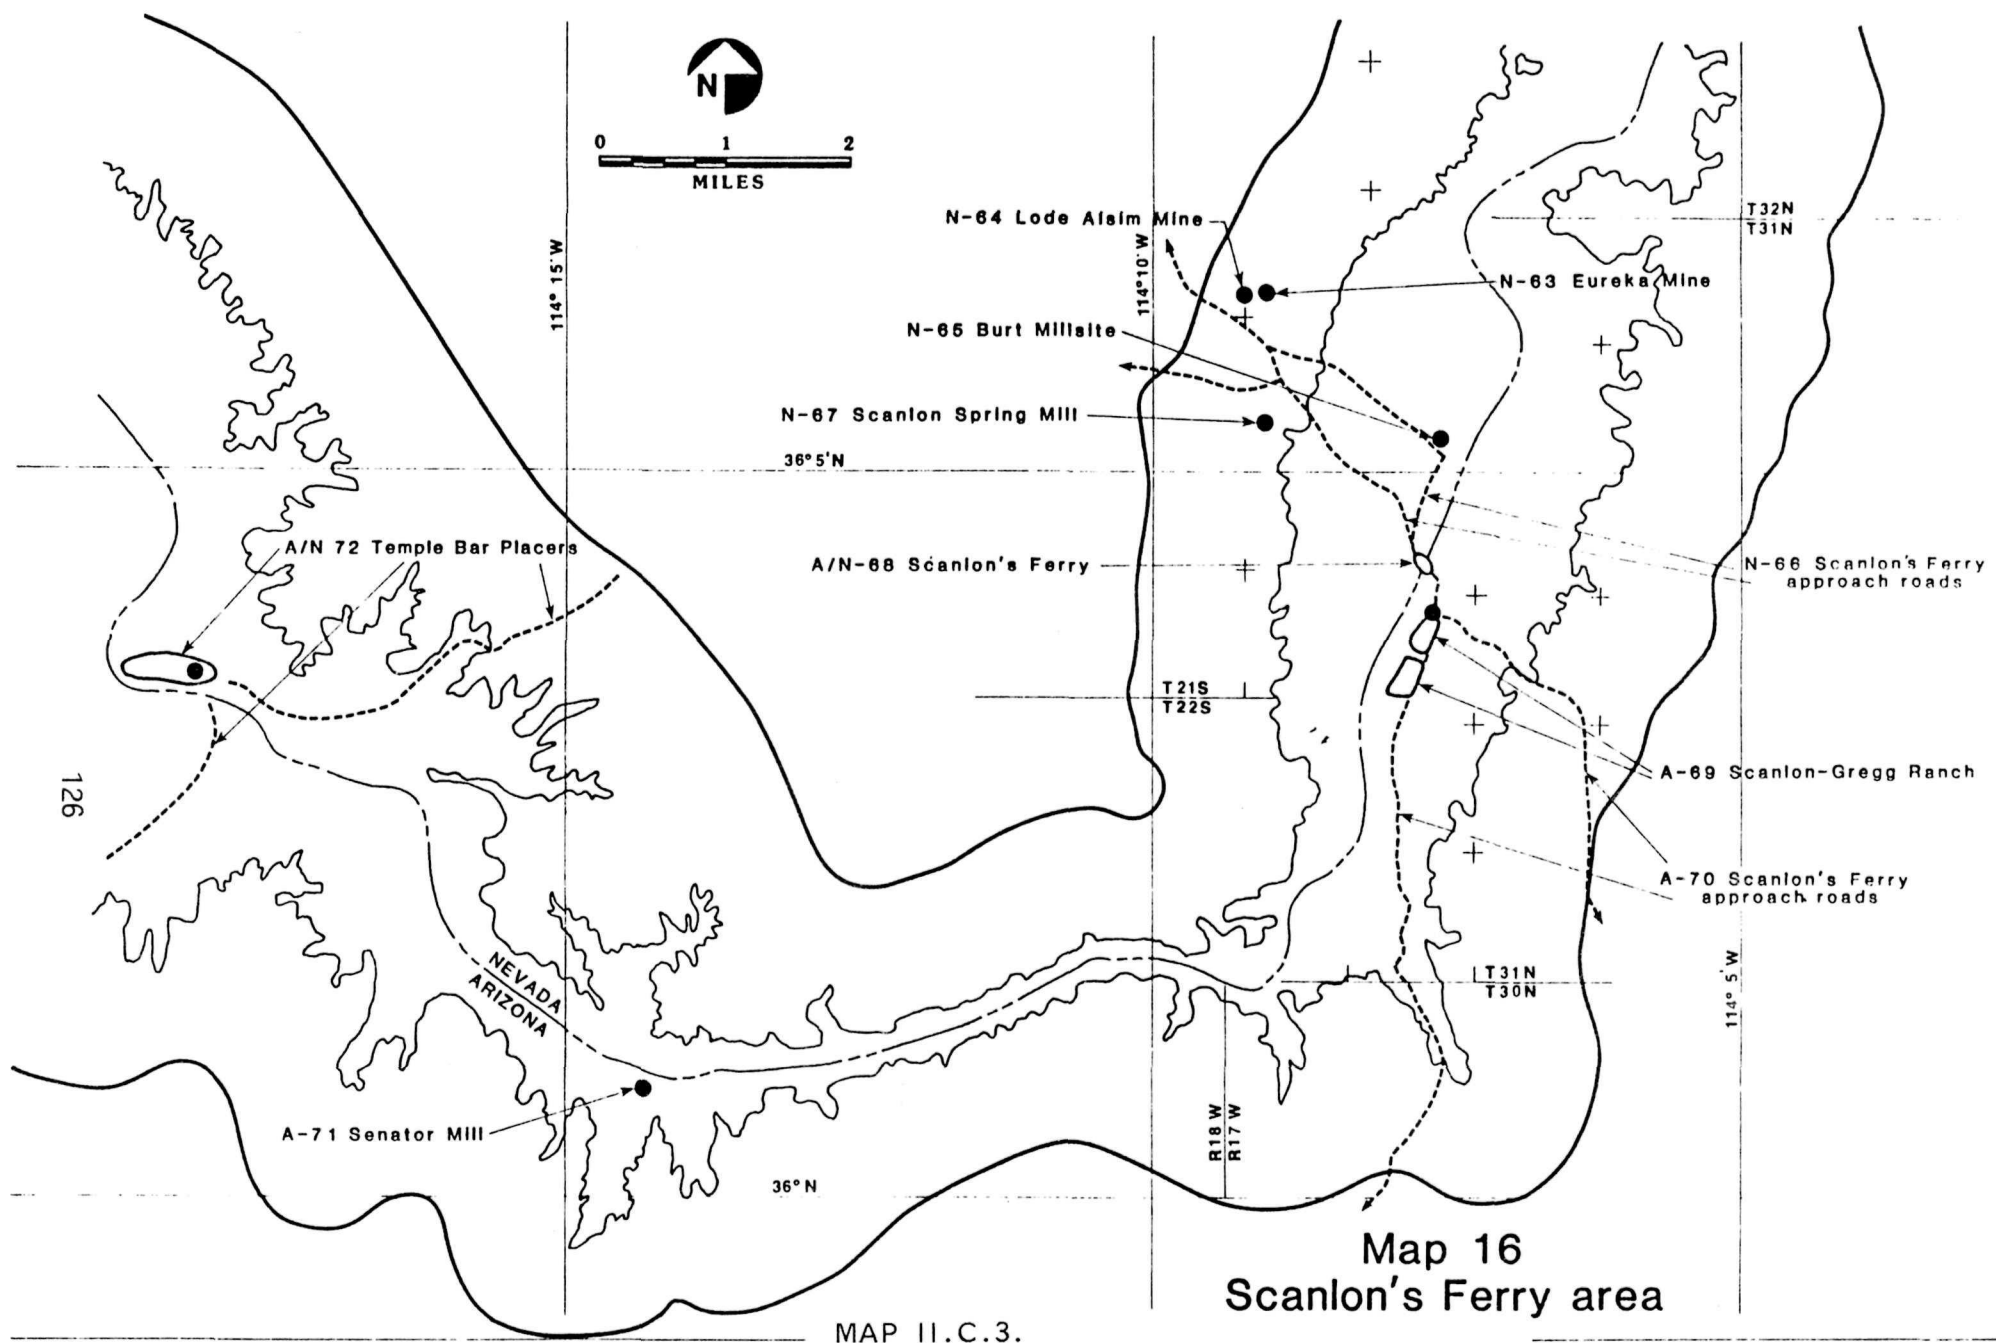 N
0 1 2
MILES
N-64 Lode Alsim Mine
T32N
T31N
114° 15' W
114° 10' W
N-63 Eureka Mine
N-65 Burt Millsite
N-67 Scanlon Spring Mill
36° 5' N
A/N 72 Temple Bar Placers
A/N-68 Scanlon's Ferry
N-66 Scanlon's Ferry
approach roads
T21S
T22S
126
A-69 Scanlon-Gregg Ranch
A-70 Scanlon's Ferry
approach roads
NEVADA
ARIZONA
T31N
T30N
114° 5' W
A-71 Senator Mill
R18W
R17W
36° N
Map 16
Scanlon's Ferry area
MAP II.C.3.